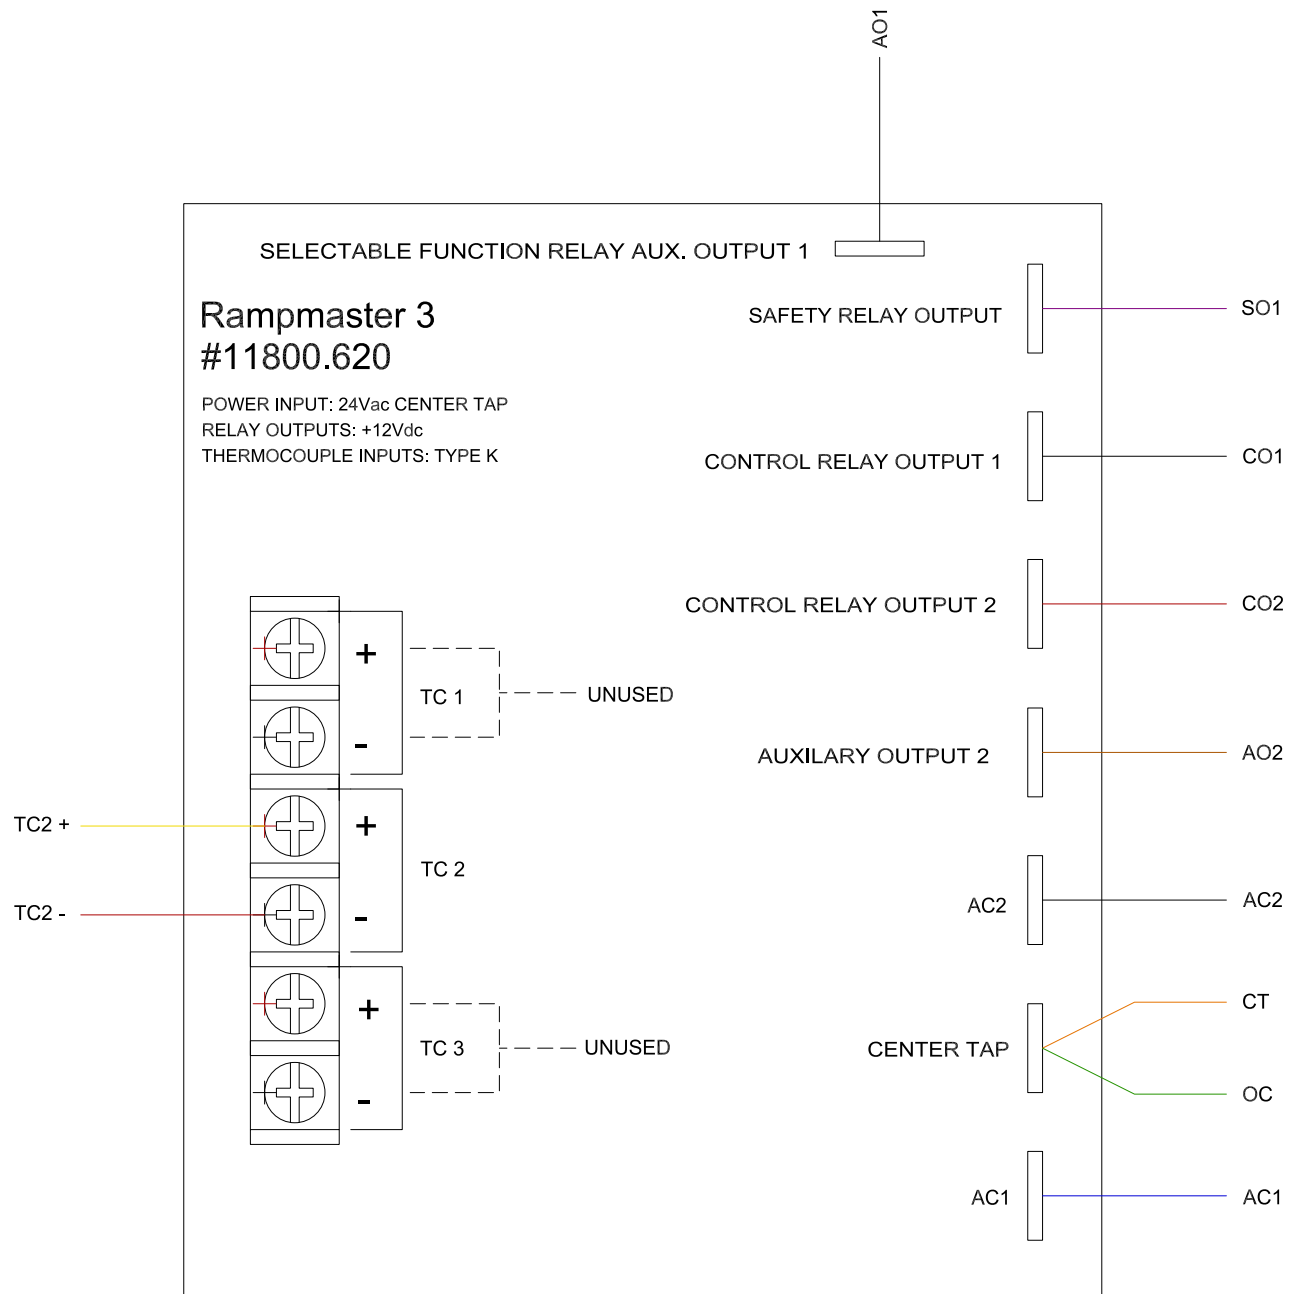 AO1
SELECTABLE FUNCTION RELAY AUX. OUTPUT 1
Rampmaster 3
#11800.620
POWER INPUT: 24Vac CENTER TAP
RELAY OUTPUTS: +12Vdc
THERMOCOUPLE INPUTS: TYPE K
SAFETY RELAY OUTPUT
SO1
CONTROL RELAY OUTPUT 1
CO1
CONTROL RELAY OUTPUT 2
CO2
+
TC 1
-
UNUSED
AUXILARY OUTPUT 2
AO2
TC2 +
+
TC 2
TC2 -
-
AC2
AC2
+
TC 3
-
UNUSED
CENTER TAP
CT
OC
AC1
AC1